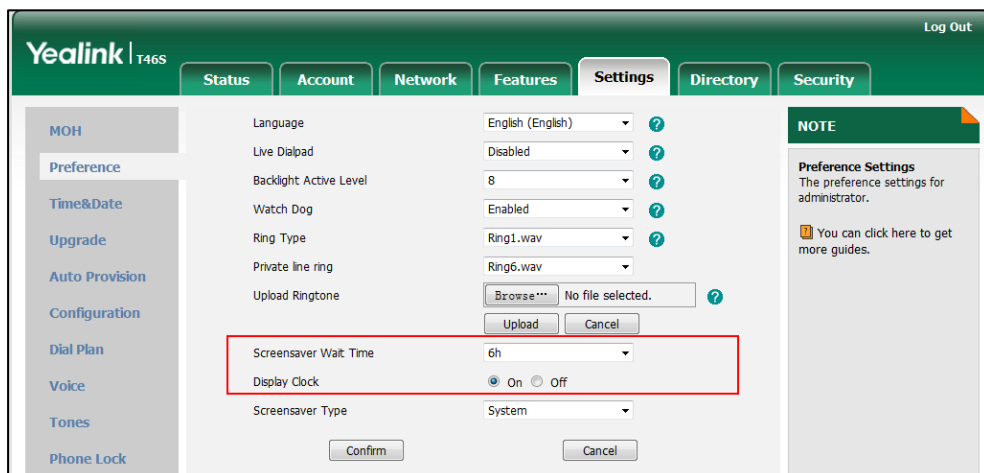 Log Out
Yealink T46S
Status Account Network Features Settings Directory Security
MOH
Preference
Time&Date
Upgrade
Auto Provision
Configuration
Dial Plan
Voice
Tones
Phone Lock
Language English (English) ?
Live Dialpad Disabled ?
Backlight Active Level 8 ?
Watch Dog Enabled ?
Ring Type Ring1.wav ?
Private line ring Ring6.wav
Upload Ringtone Browse… No file selected. ?
Upload Cancel
Screensaver Wait Time 6h
Display Clock On Off
Screensaver Type System
Confirm Cancel
NOTE
Preference Settings
The preference settings for
administrator.
? You can click here to get
more guides.